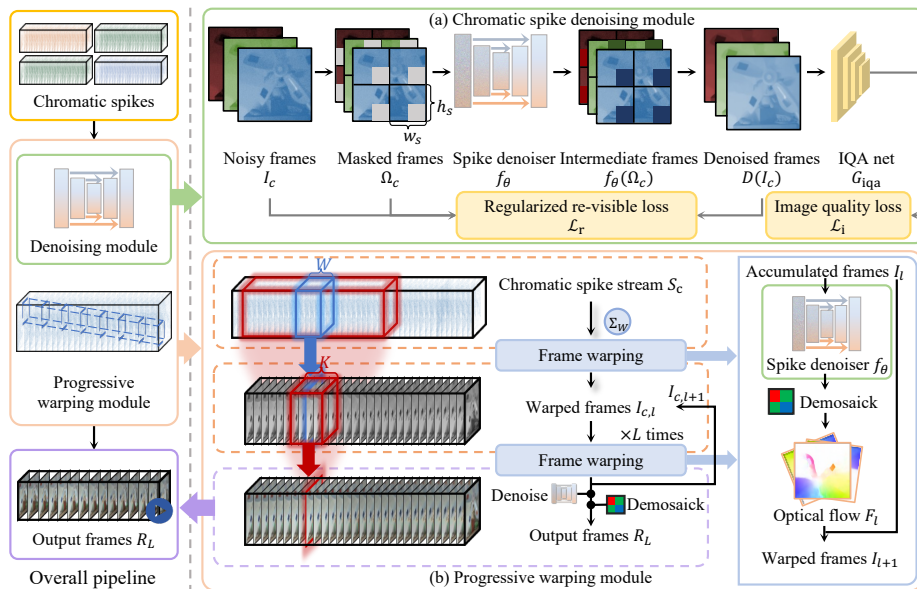 Chromatic spikes
Denoising module
Progressive
warping module
Output frames R_L
Overall pipeline
(a) Chromatic spike denoising module
h_s
w_s
Noisy frames
I_c
Masked frames
Ω_c
Spike denoiser
f_θ
Intermediate frames
f_θ(Ω_c)
Denoised frames
D(I_c)
IQA net
G_iqa
Regularized re-visible loss
ℒ_r
Image quality loss
ℒ_i
W
K
Chromatic spike stream S_c
Σ_W
Frame warping
Warped frames I_{c,l}
I_{c,l+1}
×L times
Frame warping
Denoise
Demosaick
Output frames R_L
(b) Progressive warping module
Accumulated frames I_l
Spike denoiser f_θ
Demosaick
Optical flow F_l
Warped frames I_{l+1}